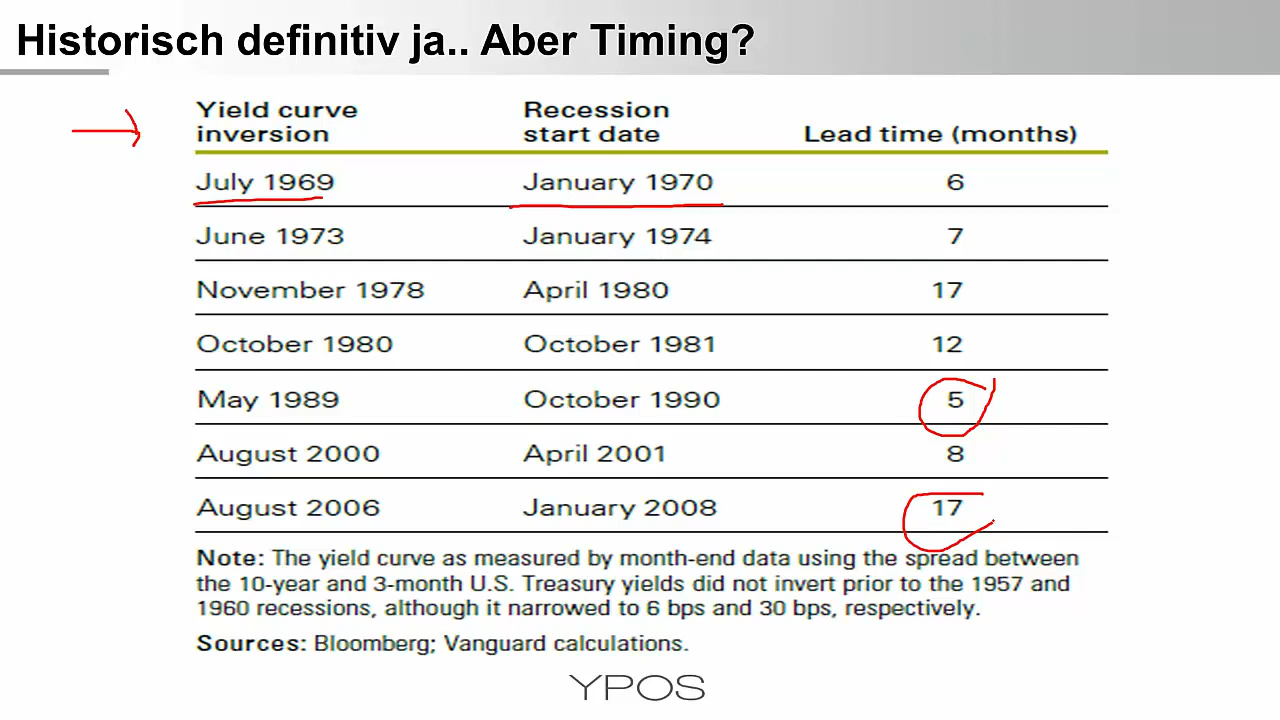 Historisch definitiv ja.. Aber Timing?
Yield curve inversion Recession start date Lead time (months)
July 1969 January 1970 6
June 1973 January 1974 7
November 1978 April 1980 17
October 1980 October 1981 12
May 1989 October 1990 5
August 2000 April 2001 8
August 2006 January 2008 17
Note: The yield curve as measured by month-end data using the spread between
the 10-year and 3-month U.S. Treasury yields did not invert prior to the 1957 and
1960 recessions, although it narrowed to 6 bps and 30 bps, respectively.
Sources: Bloomberg; Vanguard calculations.
YPOS